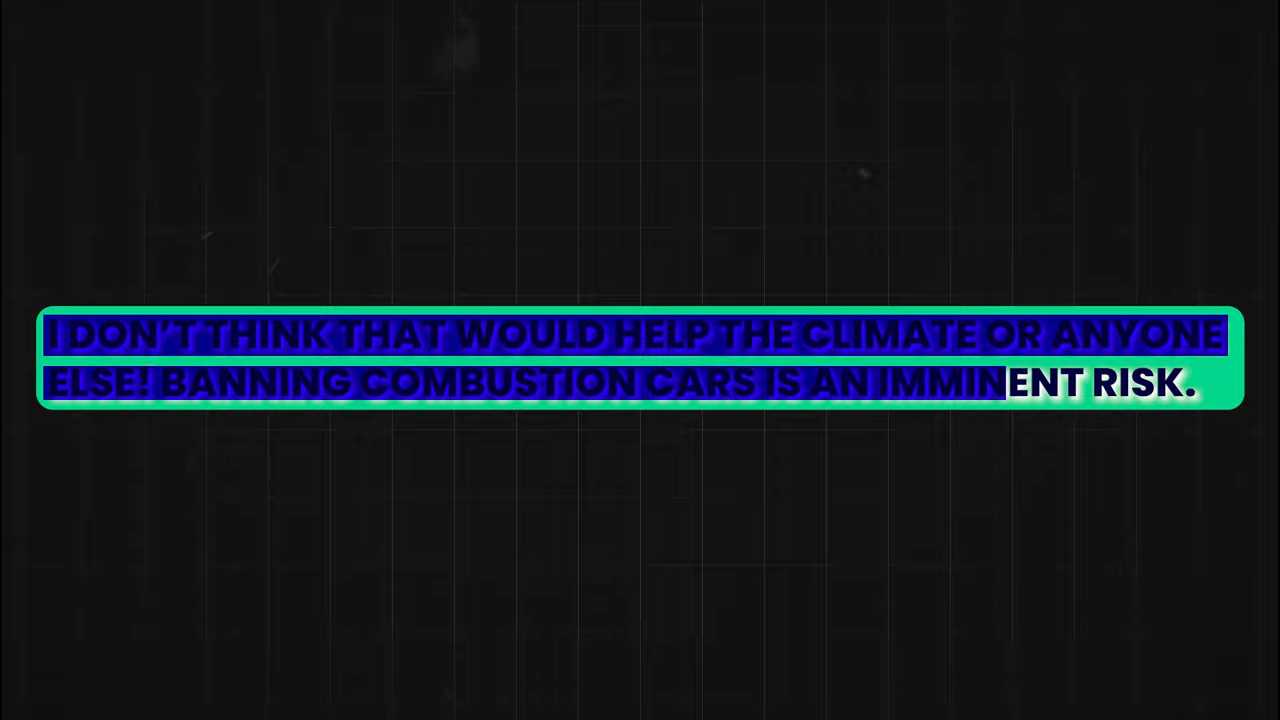 I DON’T THINK THAT WOULD HELP THE CLIMATE OR ANYONE
ELSE! BANNING COMBUSTION CARS IS AN IMMINENT RISK.